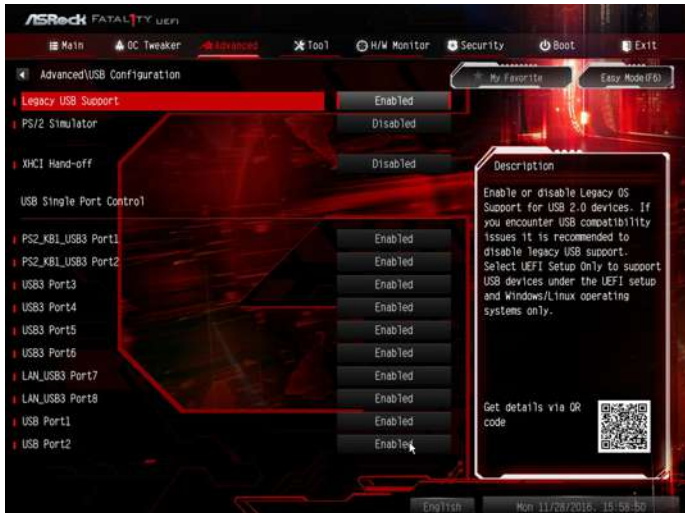 ASRock FATAL1TY UEFI
Main OC Tweaker Advanced Tool H/W Monitor Security Boot Exit
Advanced\USB Configuration
My Favorite Easy Mode(F6)
Legacy USB Support Enabled
PS/2 Simulator Disabled
XHCI Hand-off Disabled
USB Single Port Control
PS2_KB1_USB3 Port1 Enabled
PS2_KB1_USB3 Port2 Enabled
USB3 Port3 Enabled
USB3 Port4 Enabled
USB3 Port5 Enabled
USB3 Port6 Enabled
LAN_USB3 Port7 Enabled
LAN_USB3 Port8 Enabled
USB Port1 Enabled
USB Port2 Enabled
Description
Enable or disable Legacy OS
Support for USB 2.0 devices. If
you encounter USB compatibility
issues it is recommended to
disable legacy USB support.
Select UEFI Setup Only to support
USB devices under the UEFI setup
and Windows/Linux operating
systems only.
Get details via QR
code
English Mon 11/28/2016, 15:58:50